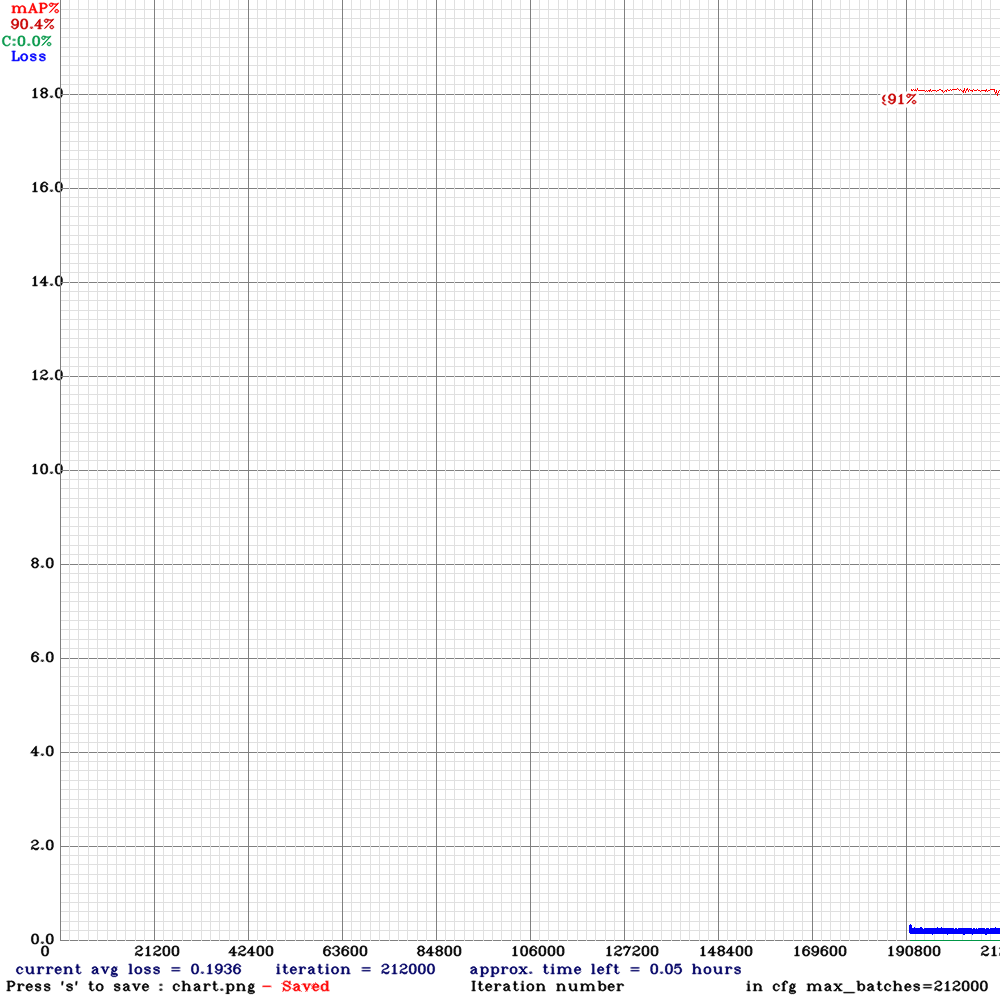 mAP%
90.4%
C:0.0%
Loss
18.0
91%
16.0
14.0
12.0
10.0
8.0
6.0
4.0
2.0
0.0
0 21200 42400 63600 84800 106000 127200 148400 169600 190800
current avg loss = 0.1936 iteration = 212000 approx. time left = 0.05 hours
Press 's' to save : chart.png - Saved Iteration number in cfg max_batches=212000